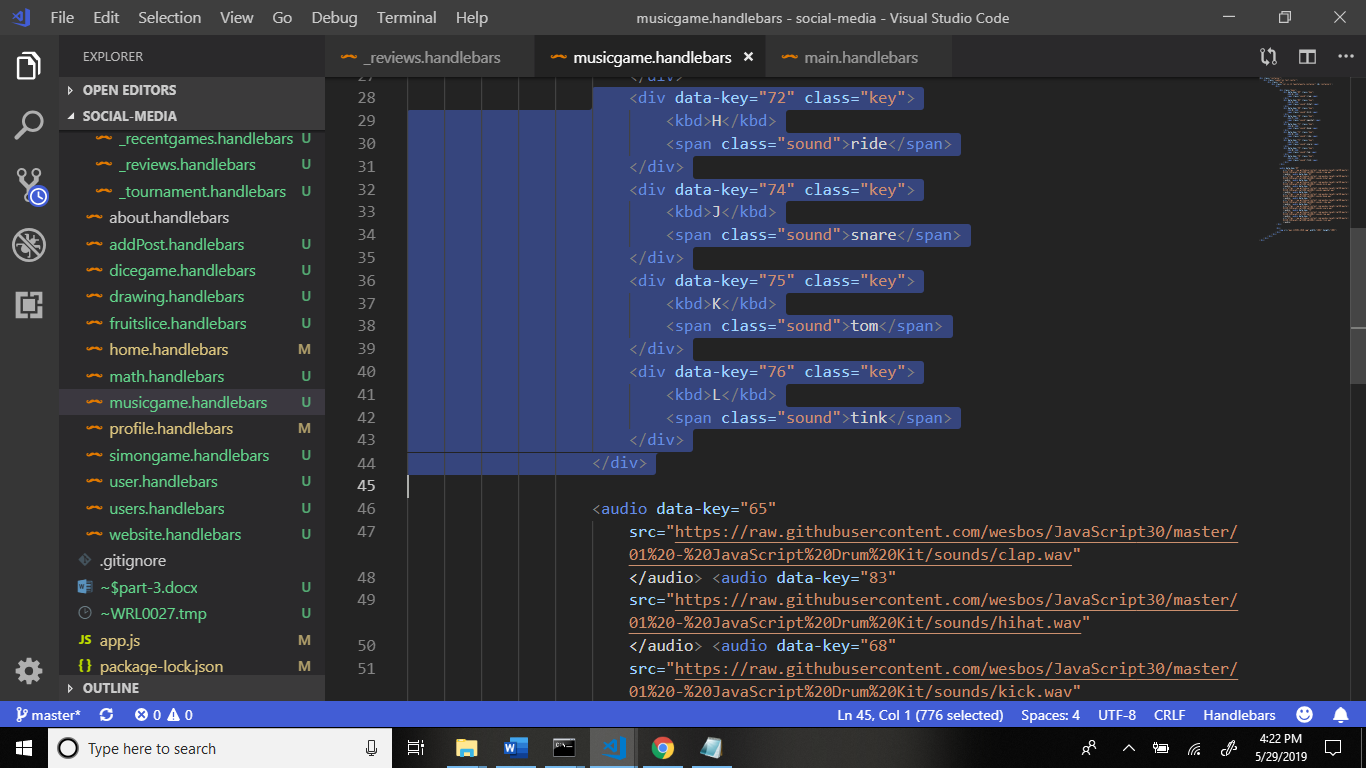 File Edit Selection View Go Debug Terminal Help musicgame.handlebars - social-media - Visual Studio Code
EXPLORER
OPEN EDITORS
SOCIAL-MEDIA
_recentgames.handlebars U
_reviews.handlebars U
_tournament.handlebars U
about.handlebars
addPost.handlebars U
dicegame.handlebars U
drawing.handlebars U
fruitslice.handlebars U
home.handlebars M
math.handlebars U
musicgame.handlebars U
profile.handlebars M
simongame.handlebars U
user.handlebars U
users.handlebars U
website.handlebars U
.gitignore
~$part-3.docx U
~WRL0027.tmp U
JS app.js M
{} package-lock.json M
OUTLINE
_reviews.handlebars musicgame.handlebars main.handlebars
27 </div>
28 <div data-key="72" class="key">
29 <kbd>H</kbd>
30 <span class="sound">ride</span>
31 </div>
32 <div data-key="74" class="key">
33 <kbd>J</kbd>
34 <span class="sound">snare</span>
35 </div>
36 <div data-key="75" class="key">
37 <kbd>K</kbd>
38 <span class="sound">tom</span>
39 </div>
40 <div data-key="76" class="key">
41 <kbd>L</kbd>
42 <span class="sound">tink</span>
43 </div>
44 </div>
45
46 <audio data-key="65"
47 src="https://raw.githubusercontent.com/wesbos/JavaScript30/master/
01%20-%20JavaScript%20Drum%20Kit/sounds/clap.wav"
48 </audio> <audio data-key="83"
49 src="https://raw.githubusercontent.com/wesbos/JavaScript30/master/
01%20-%20JavaScript%20Drum%20Kit/sounds/hihat.wav"
50 </audio> <audio data-key="68"
51 src="https://raw.githubusercontent.com/wesbos/JavaScript30/master/
01%20-%20JavaScript%20Drum%20Kit/sounds/kick.wav"
master* 0 0 Ln 45, Col 1 (776 selected) Spaces: 4 UTF-8 CRLF Handlebars
Type here to search
4:22 PM
5/29/2019